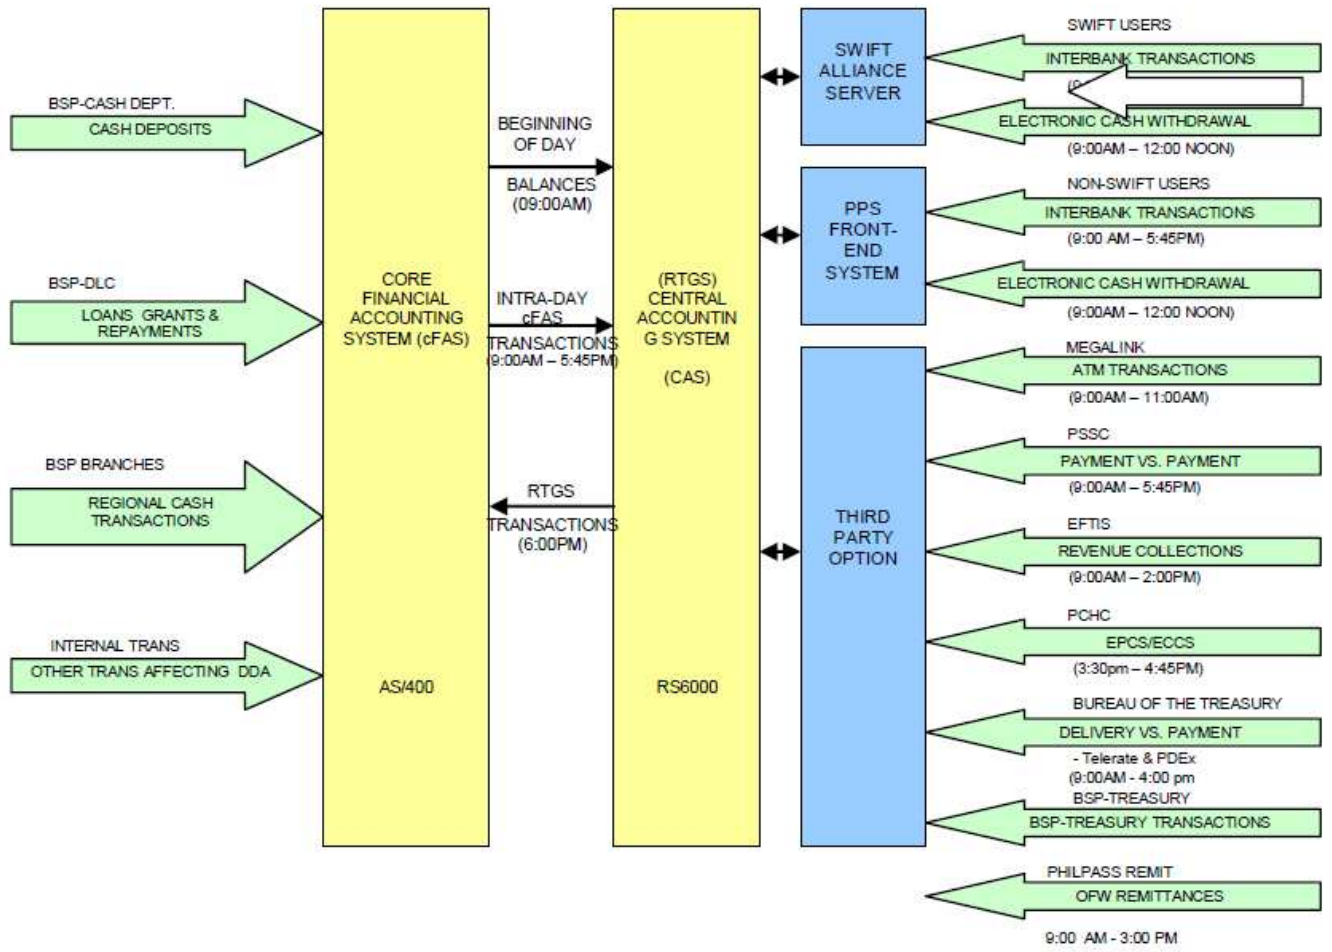 BSP-CASH DEPT.
CASH DEPOSITS
BSP-DLC
LOANS GRANTS &
REPAYMENTS
BSP BRANCHES
REGIONAL CASH
TRANSACTIONS
INTERNAL TRANS
OTHER TRANS AFFECTING DDA
CORE
FINANCIAL
ACCOUNTING
SYSTEM (cFAS)
AS/400
BEGINNING
OF DAY
BALANCES
(09:00AM)
INTRA-DAY
cFAS
TRANSACTIONS
(9:00AM – 5:45PM)
RTGS
TRANSACTIONS
(6:00PM)
(RTGS)
CENTRAL
ACCOUNTIN
G SYSTEM
(CAS)
RS6000
SWIFT
ALLIANCE
SERVER
PPS
FRONT-
END
SYSTEM
THIRD
PARTY
OPTION
SWIFT USERS
INTERBANK TRANSACTIONS
ELECTRONIC CASH WITHDRAWAL
(9:00AM – 12:00 NOON)
NON-SWIFT USERS
INTERBANK TRANSACTIONS
(9:00 AM – 5:45PM)
ELECTRONIC CASH WITHDRAWAL
(9:00AM – 12:00 NOON)
MEGALINK
ATM TRANSACTIONS
(9:00AM – 11:00AM)
PSSC
PAYMENT VS. PAYMENT
(9:00AM – 5:45PM)
EFTIS
REVENUE COLLECTIONS
(9:00AM – 2:00PM)
PCHC
EPCS/ECCS
(3:30pm – 4:45PM)
BUREAU OF THE TREASURY
DELIVERY VS. PAYMENT
- Telerate & PDEx
(9:00AM - 4:00 pm
BSP-TREASURY
BSP-TREASURY TRANSACTIONS
PHILPASS REMIT
OFW REMITTANCES
9:00 AM - 3:00 PM